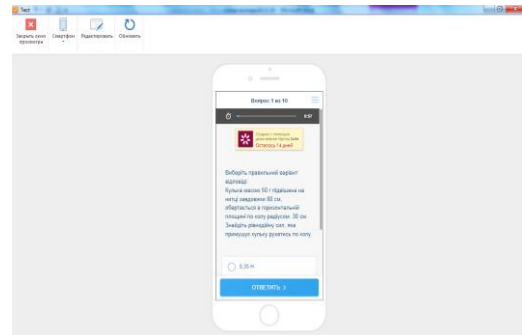 Test
Закрыть окно просмотра
Смартфон
Редактировать
Обновить
Вопрос 1 из 10
Осталось 14 дней
Виберіть правильний варіант
відповіді
Кулька масою 50 г підвішена на
нитці завдовжки 80 см,
обертається в горизонтальній
площині по колу радіусом 30 см.
Знайдіть рівнодійну сил, яка
примушує кульку рухатись по колу.
ОТВЕТИТЬ >